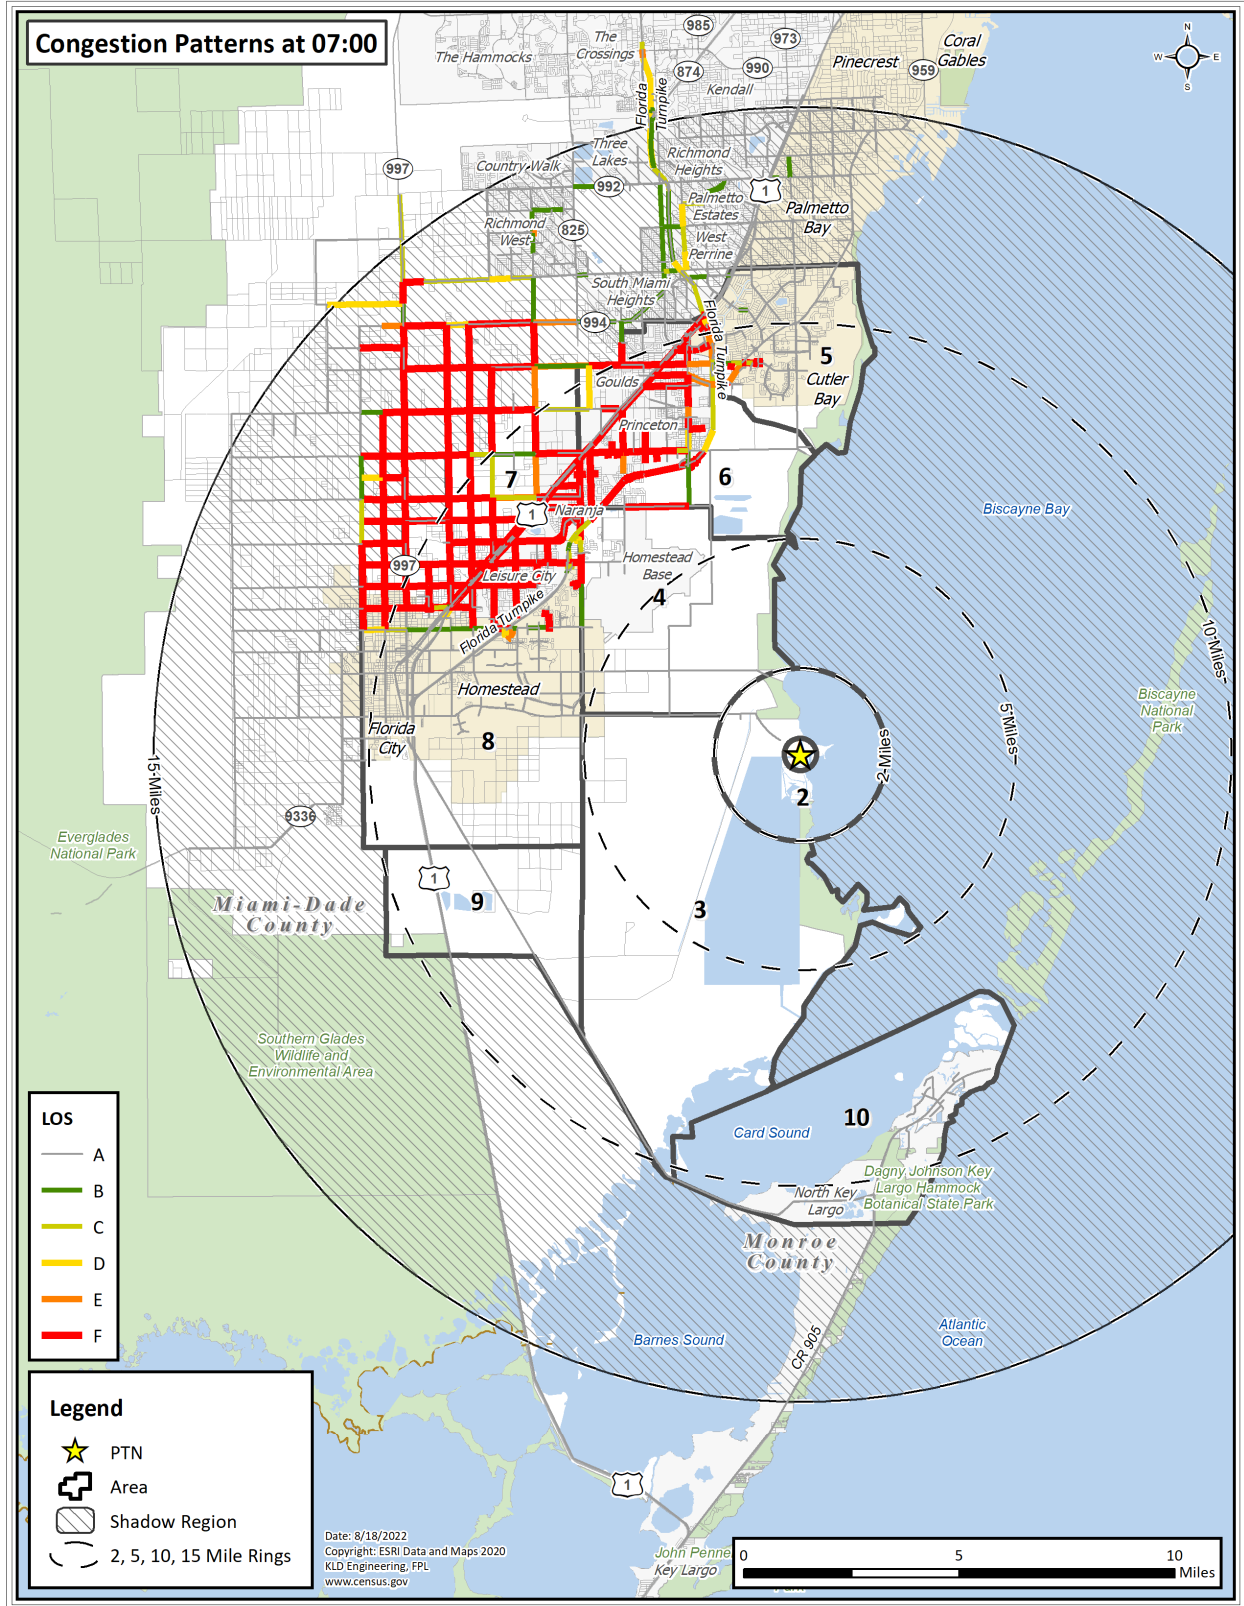 Congestion Patterns at 07:00
985
973
The Crossings
The Hammocks
874
990
Kendall
Pinecrest
959
Coral Gables
N
W
E
S
Florida Turnpike
997
Country Walk
Three Lakes
Richmond Heights
992
1
Palmetto Estates
Palmetto Bay
Richmond West
825
West Perrine
South Miami Heights
994
Florida Turnpike
5
Cutler Bay
Goulds
Princeton
7
6
1
Naranja
Biscayne Bay
997
Leisure City
Homestead Base
4
Florida Turnpike
10 Miles
Homestead
Biscayne National Park
5 Miles
Florida City
8
2 Miles
15 Miles
2
9336
Everglades National Park
1
Miami-Dade County
9
3
Southern Glades Wildlife and Environmental Area
10
Card Sound
Dagny Johnson Key Largo Hammock Botanical State Park
North Key Largo
Monroe County
Barnes Sound
Atlantic Ocean
CR 905
1
LOS
A
B
C
D
E
F
Legend
PTN
Area
Shadow Region
2, 5, 10, 15 Mile Rings
Date: 8/18/2022
Copyright: ESRI Data and Maps 2020
KLD Engineering, FPL
www.census.gov
John Penne
Key Largo
0
5
10
Miles